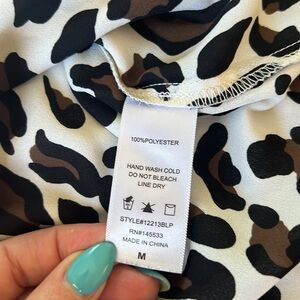 100%POLYESTER
HAND WASH COLD
DO NOT BLEACH
LINE DRY
STYLE#12213BLP
RN#145533
MADE IN CHINA
M